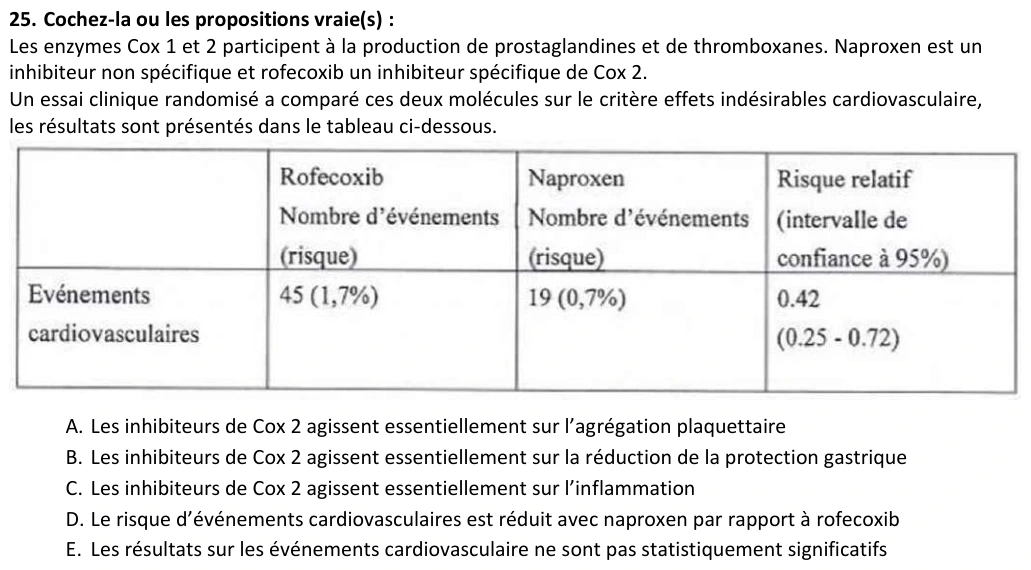 25. Cochez-la ou les propositions vraie(s) :
Les enzymes Cox 1 et 2 participent à la production de prostaglandines et de thromboxanes. Naproxen est un
inhibiteur non spécifique et rofecoxib un inhibiteur spécifique de Cox 2.
Un essai clinique randomisé a comparé ces deux molécules sur le critère effets indésirables cardiovasculaire,
les résultats sont présentés dans le tableau ci-dessous.
Rofecoxib
Nombre d'événements
(risque)
Naproxen
Nombre d'événements
(risque)
Risque relatif
(intervalle de
confiance à 95%)
Evénements
cardiovasculaires
45 (1,7%)
19 (0,7%)
0.42
(0.25 - 0.72)
A. Les inhibiteurs de Cox 2 agissent essentiellement sur l'agrégation plaquettaire
B. Les inhibiteurs de Cox 2 agissent essentiellement sur la réduction de la protection gastrique
C. Les inhibiteurs de Cox 2 agissent essentiellement sur l'inflammation
D. Le risque d'événements cardiovasculaires est réduit avec naproxen par rapport à rofecoxib
E. Les résultats sur les événements cardiovasculaire ne sont pas statistiquement significatifs